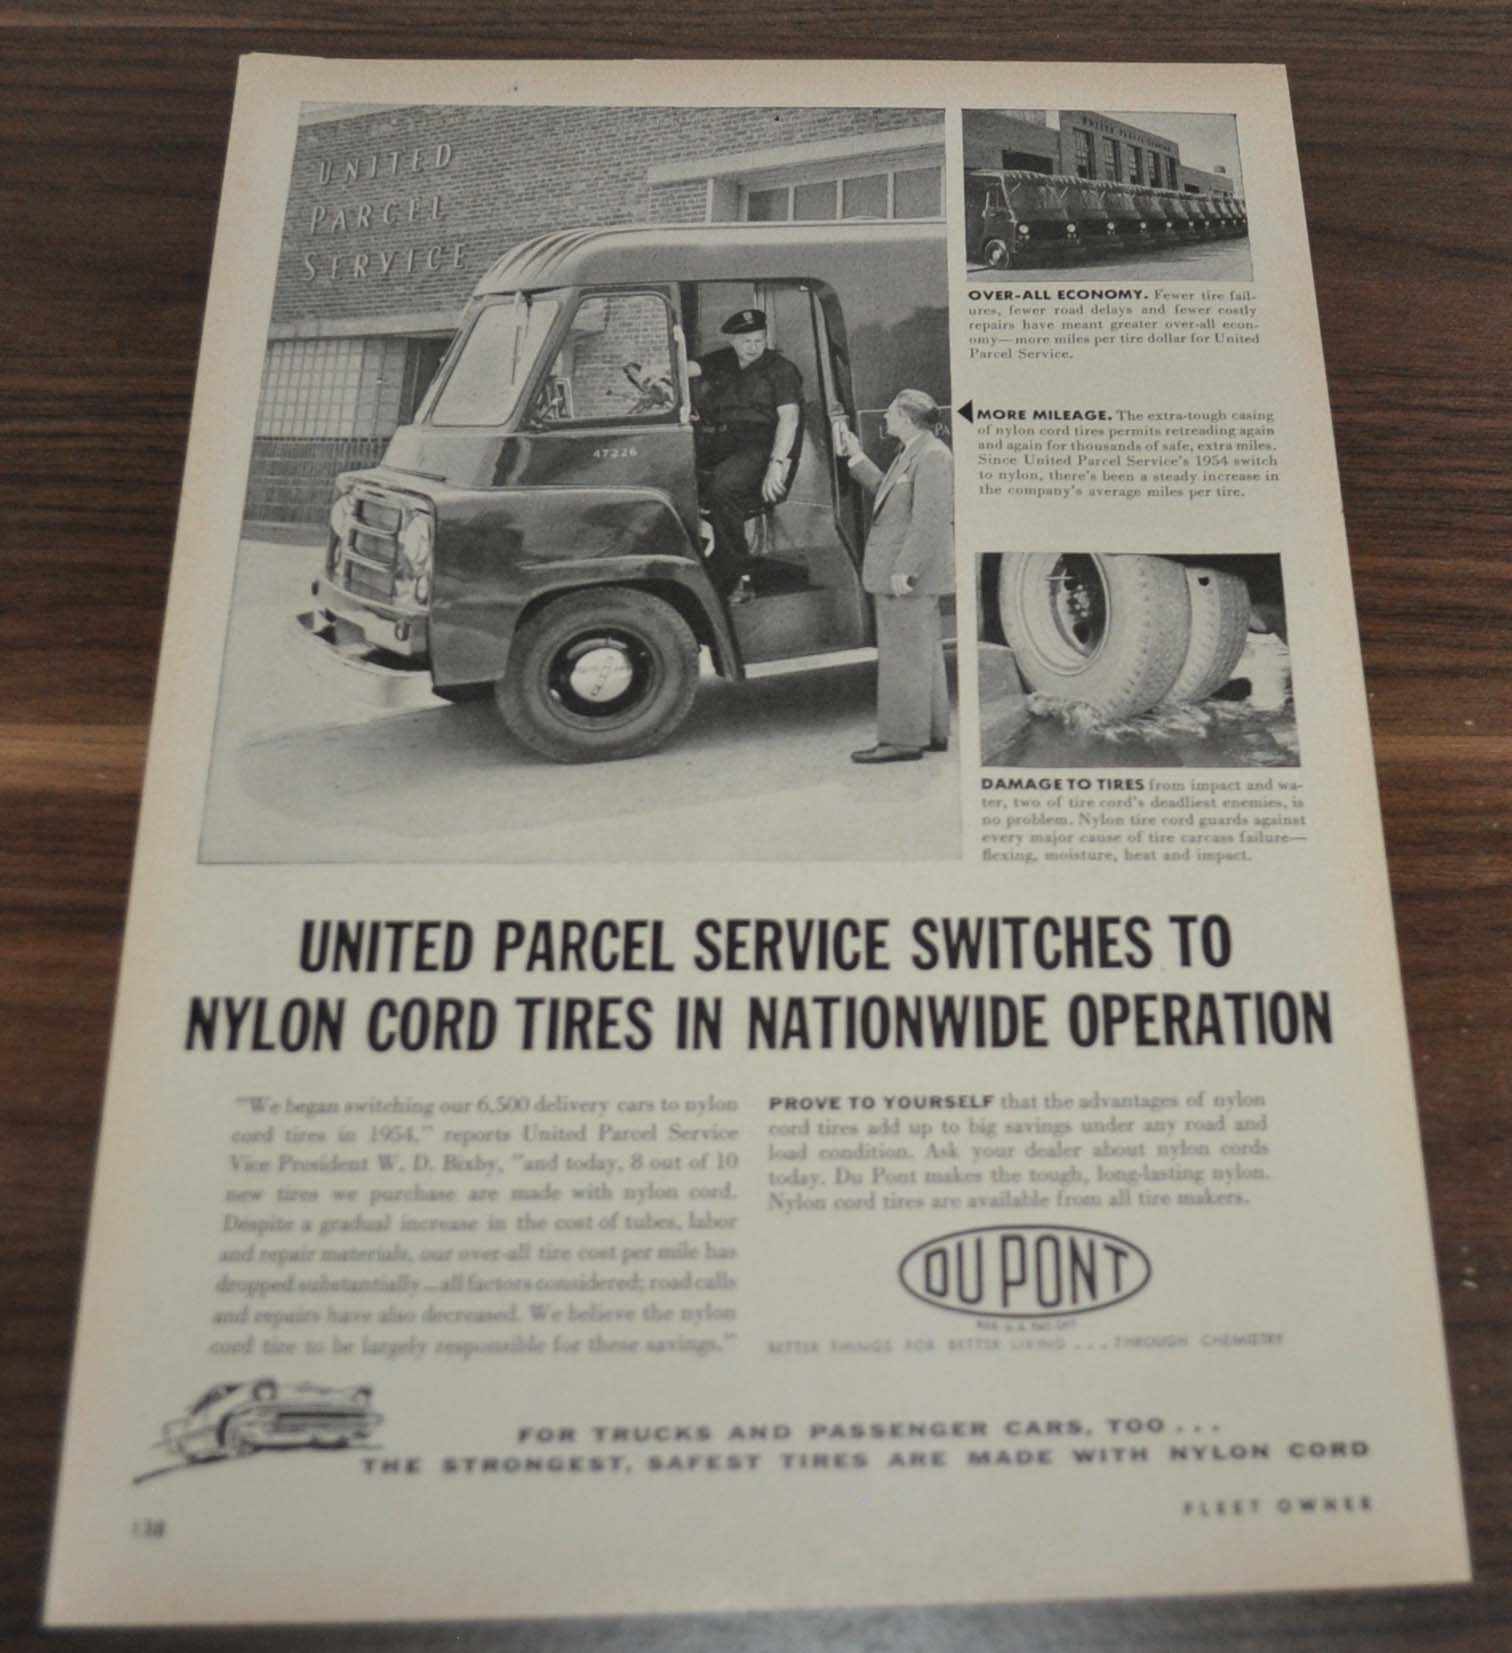 UNITED
PARCEL
SERVICE
47226
UNITED PARCEL SERVICE
OVER-ALL ECONOMY. Fewer tire fail-
ures, fewer road delays and fewer costly
repairs have meant greater over-all econ-
omy—more miles per tire dollar for United
Parcel Service.
MORE MILEAGE. The extra-tough casing
of nylon cord tires permits retreading again
and again for thousands of safe, extra miles.
Since United Parcel Service's 1954 switch
to nylon, there's been a steady increase in
the company's average miles per tire.
DAMAGE TO TIRES from impact and wa-
ter, two of tire cord's deadliest enemies, is
no problem. Nylon tire cord guards against
every major cause of tire carcass failure—
flexing, moisture, heat and impact.
UNITED PARCEL SERVICE SWITCHES TO
NYLON CORD TIRES IN NATIONWIDE OPERATION
"We began switching our 6,500 delivery cars to nylon
cord tires in 1954," reports United Parcel Service
Vice President W. D. Bixby, "and today, 8 out of 10
new tires we purchase are made with nylon cord.
Despite a gradual increase in the cost of tubes, labor
and repair materials, our over-all tire cost per mile has
dropped substantially—all factors considered; road calls
and repairs have also decreased. We believe the nylon
cord tire to be largely responsible for these savings."
PROVE TO YOURSELF that the advantages of nylon
cord tires add up to big savings under any road and
load condition. Ask your dealer about nylon cords
today. Du Pont makes the tough, long-lasting nylon.
Nylon cord tires are available from all tire makers.
DU PONT
REG. U.S. PAT. OFF.
BETTER THINGS FOR BETTER LIVING . . . THROUGH CHEMISTRY
FOR TRUCKS AND PASSENGER CARS, TOO . . .
THE STRONGEST, SAFEST TIRES ARE MADE WITH NYLON CORD
138
FLEET OWNER